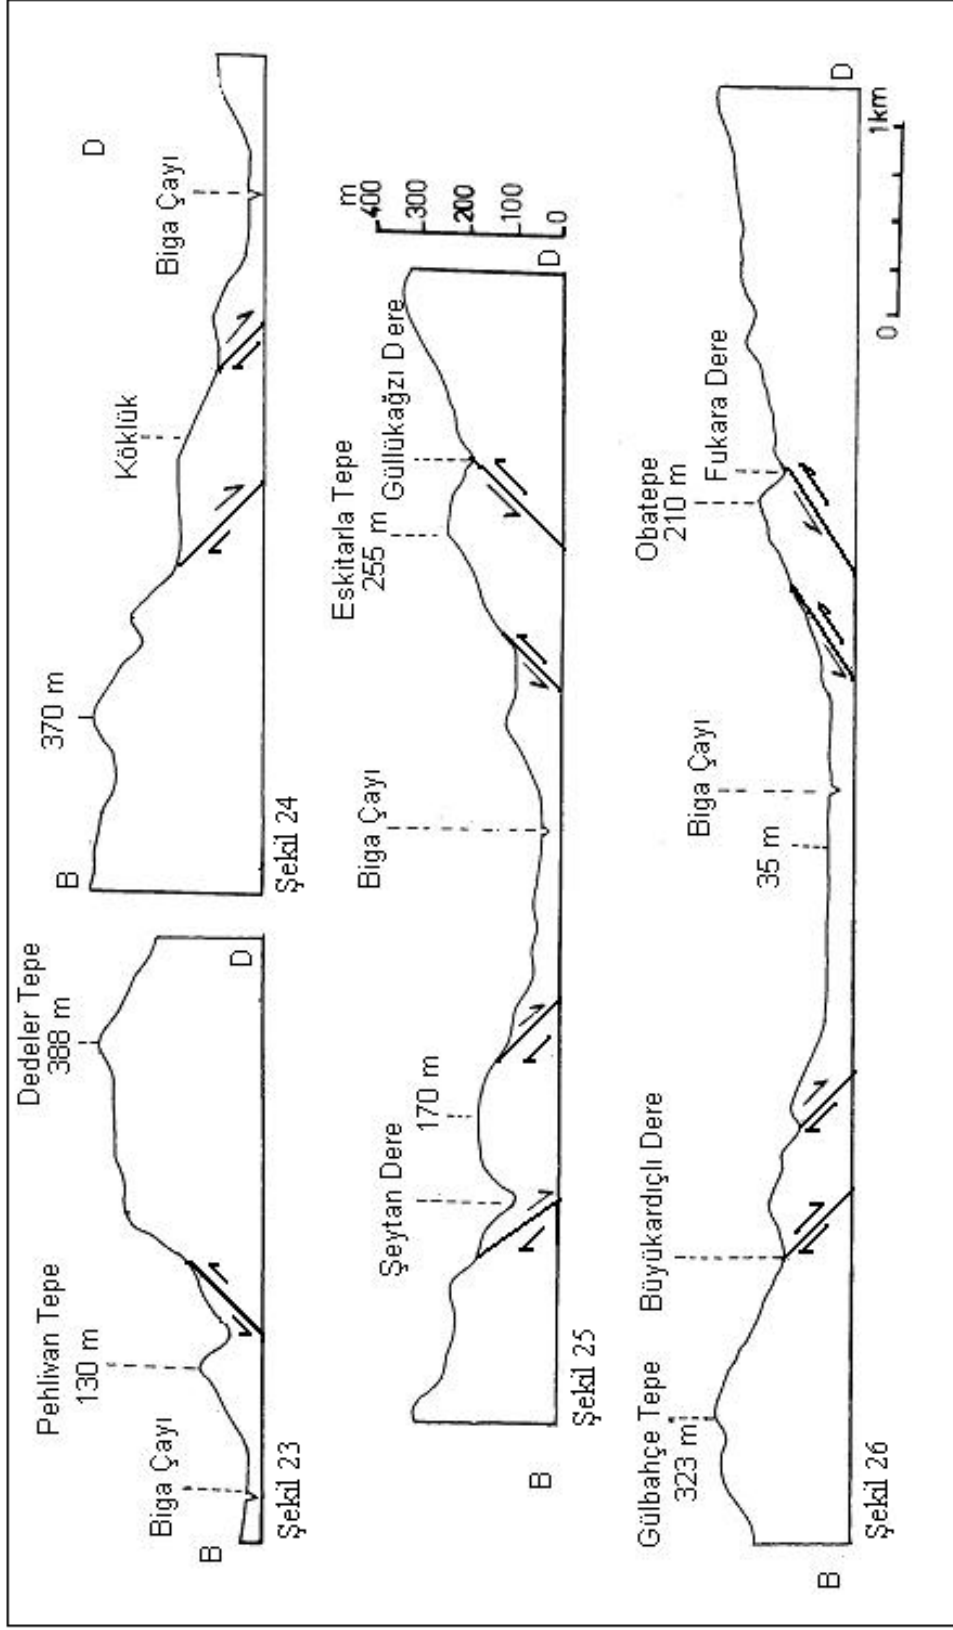 Pehlivan Tepe
130 m
Dedeler Tepe
388 m
Biga Çayı
B
D
Şekil 23
B
370 m
Köklük
Biga Çayı
D
Şekil 24
Şeytan Dere
170 m
Biga Çayı
Eskitarla Tepe
255 m
Güllükağzı Dere
B
D
Şekil 25
m
400
300
200
100
0
Gülbahçe Tepe
323 m
Büyükardıçlı Dere
35 m
Biga Çayı
Obatepe
210 m
Fukara Dere
B
D
Şekil 26
0
1km